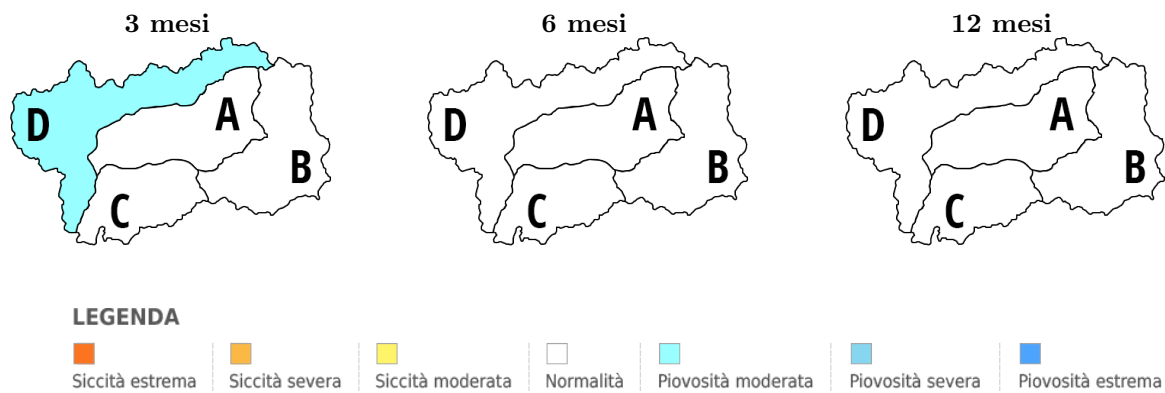 3 mesi 6 mesi 12 mesi
D A B C D A B C D A B C
LEGENDA
Siccità estrema Siccità severa Siccità moderata Normalità Piovosità moderata Piovosità severa Piovosità estrema